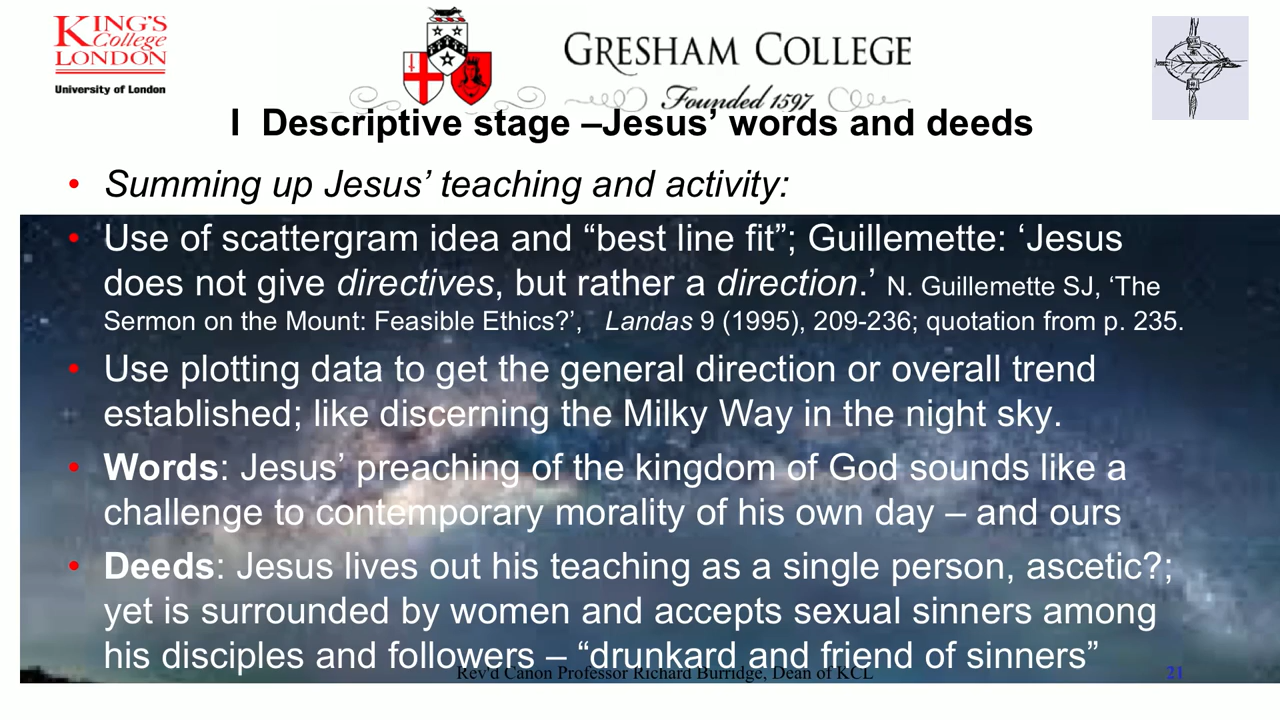 KING'S
College
LONDON
University of London
GRESHAM COLLEGE
Founded 1597
I Descriptive stage –Jesus’ words and deeds
• Summing up Jesus’ teaching and activity:
• Use of scattergram idea and “best line fit”; Guillemette: ‘Jesus
does not give directives, but rather a direction.’ N. Guillemette SJ, ‘The
Sermon on the Mount: Feasible Ethics?’, Landas 9 (1995), 209-236; quotation from p. 235.
• Use plotting data to get the general direction or overall trend
established; like discerning the Milky Way in the night sky.
• Words: Jesus’ preaching of the kingdom of God sounds like a
challenge to contemporary morality of his own day – and ours
• Deeds: Jesus lives out his teaching as a single person, ascetic?;
yet is surrounded by women and accepts sexual sinners among
his disciples and followers – “drunkard and friend of sinners”
Rev'd Canon Professor Richard Burridge, Dean of KCL
21